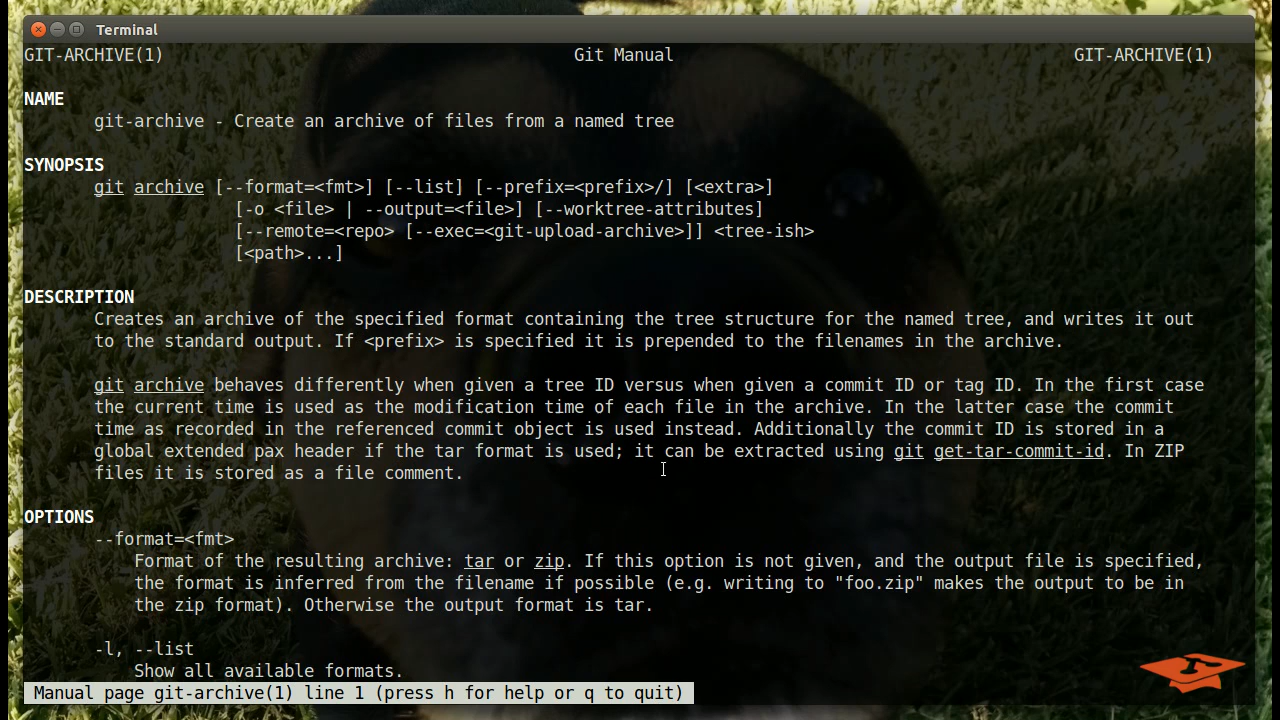 Terminal
GIT-ARCHIVE(1) Git Manual GIT-ARCHIVE(1)
NAME
git-archive - Create an archive of files from a named tree
SYNOPSIS
git archive [--format=<fmt>] [--list] [--prefix=<prefix>/] [<extra>]
[-o <file> | --output=<file>] [--worktree-attributes]
[--remote=<repo> [--exec=<git-upload-archive>]] <tree-ish>
[<path>...]
DESCRIPTION
Creates an archive of the specified format containing the tree structure for the named tree, and writes it out
to the standard output. If <prefix> is specified it is prepended to the filenames in the archive.
git archive behaves differently when given a tree ID versus when given a commit ID or tag ID. In the first case
the current time is used as the modification time of each file in the archive. In the latter case the commit
time as recorded in the referenced commit object is used instead. Additionally the commit ID is stored in a
global extended pax header if the tar format is used; it can be extracted using git get-tar-commit-id. In ZIP
files it is stored as a file comment.
OPTIONS
--format=<fmt>
Format of the resulting archive: tar or zip. If this option is not given, and the output file is specified,
the format is inferred from the filename if possible (e.g. writing to "foo.zip" makes the output to be in
the zip format). Otherwise the output format is tar.
-l, --list
Show all available formats.
Manual page git-archive(1) line 1 (press h for help or q to quit)